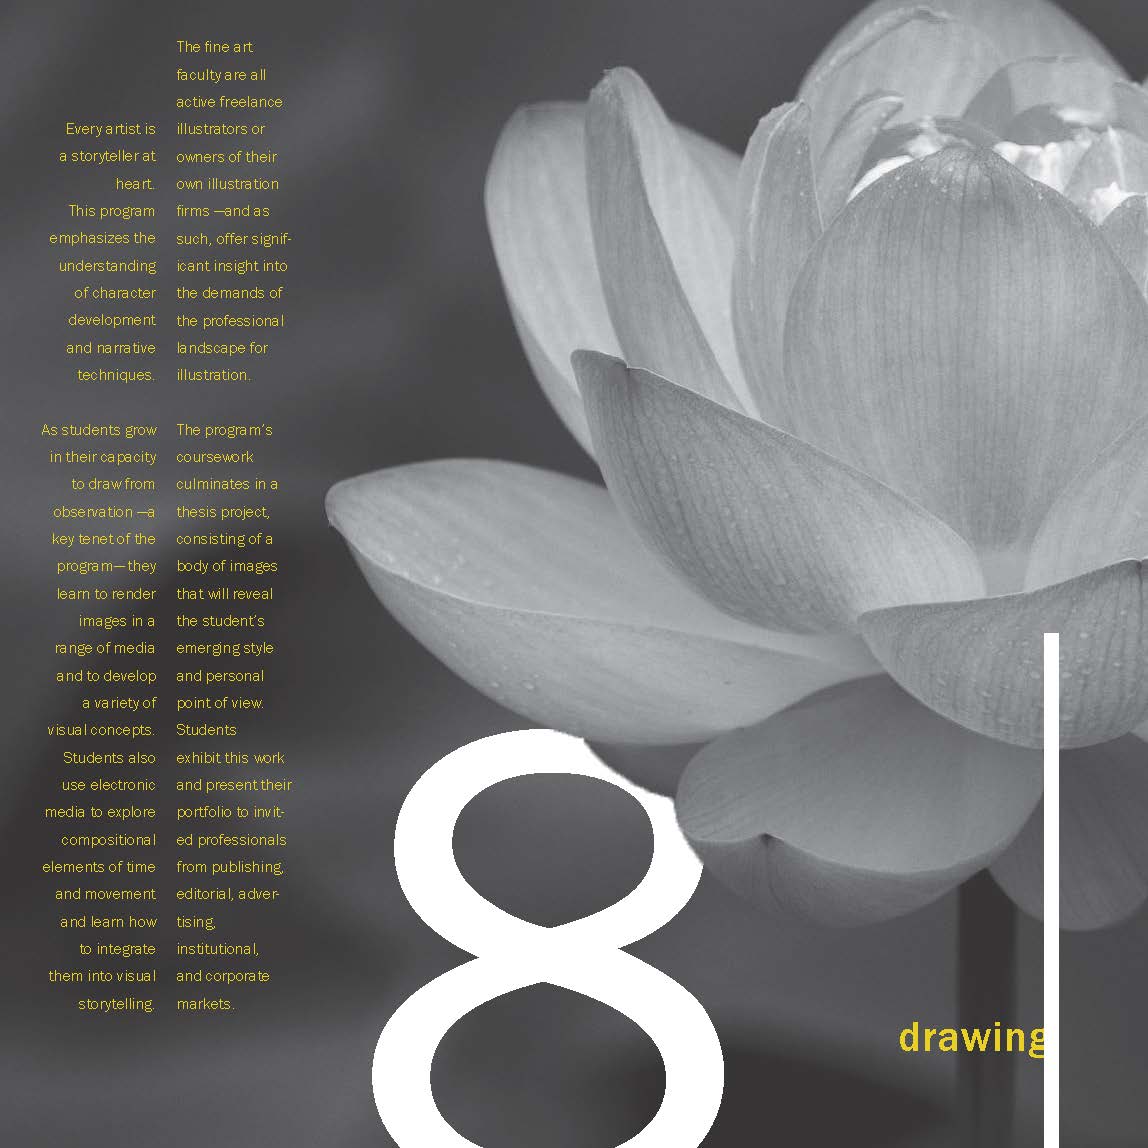 Every artist is
a storyteller at
heart.
This program
emphasizes the
understanding
of character
development
and narrative
techniques.
As students grow
in their capacity
to draw from
observation —a
key tenet of the
program—they
learn to render
images in a
range of media
and to develop
a variety of
visual concepts.
Students also
use electronic
media to explore
compositional
elements of time
and movement
and learn how
to integrate
them into visual
storytelling.
The fine art
faculty are all
active freelance
illustrators or
owners of their
own illustration
firms —and as
such, offer signif-
icant insight into
the demands of
the professional
landscape for
illustration.
The program's
coursework
culminates in a
thesis project,
consisting of a
body of images
that will reveal
the student's
emerging style
and personal
point of view.
Students
exhibit this work
and present their
portfolio to invit-
ed professionals
from publishing,
editorial, adver-
tising,
institutional,
and corporate
markets.
8
drawing